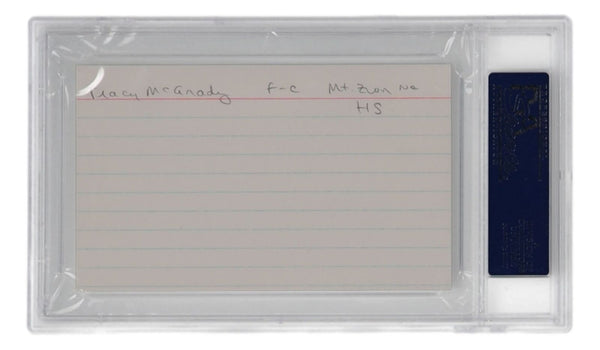 Tracy McGrady F-C Mt. Zion NC
HS